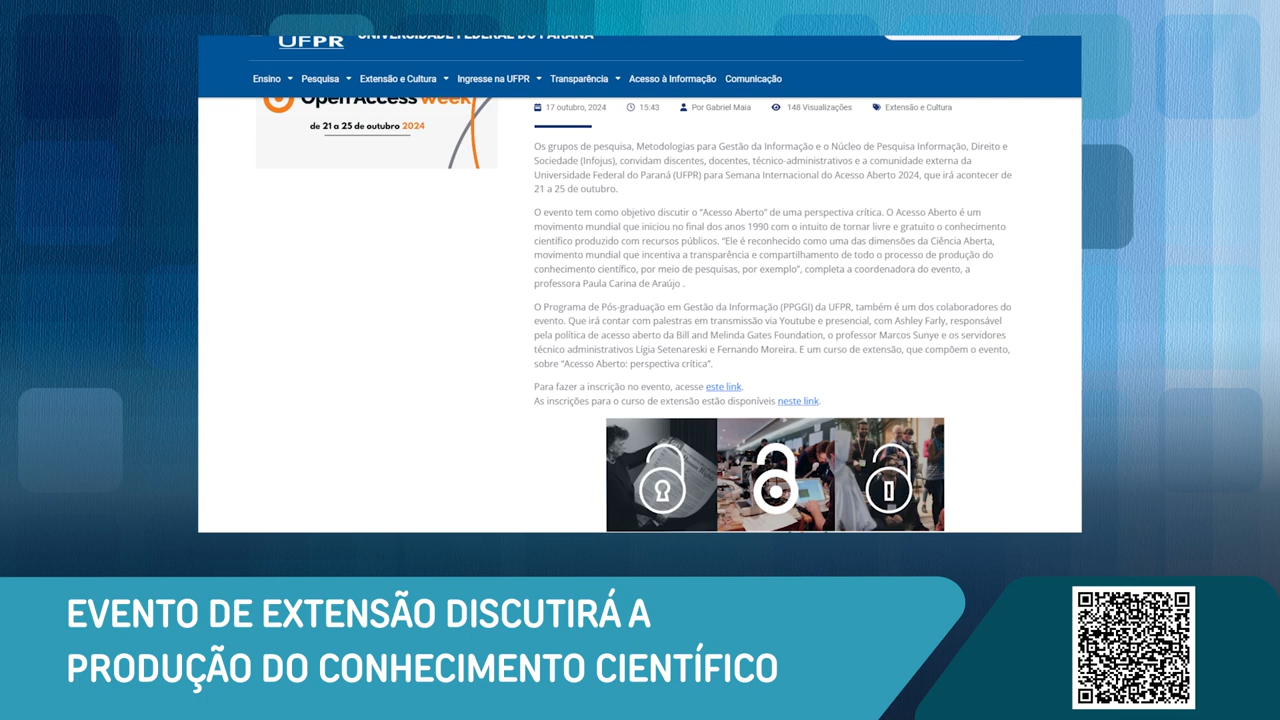 UFPR
UNIVERSIDADE FEDERAL DO PARANÁ
Ensino Pesquisa Extensão e Cultura Ingresse na UFPR Transparência Acesso à Informação Comunicação
OpenAccess week
de 21 a 25 de outubro 2024
17 outubro, 2024 15:43 Por Gabriel Maia 148 Visualizações Extensão e Cultura
Os grupos de pesquisa, Metodologias para Gestão da Informação e o Núcleo de Pesquisa Informação, Direito e
Sociedade (Infojus), convidam discentes, docentes, técnico-administrativos e a comunidade externa da
Universidade Federal do Paraná (UFPR) para Semana Internacional do Acesso Aberto 2024, que irá acontecer de
21 a 25 de outubro.
O evento tem como objetivo discutir o “Acesso Aberto” de uma perspectiva crítica. O Acesso Aberto é um
movimento mundial que iniciou no final dos anos 1990 com o intuito de tornar livre e gratuito o conhecimento
científico produzido com recursos públicos. “Ele é reconhecido como uma das dimensões da Ciência Aberta,
movimento mundial que incentiva a transparência e compartilhamento de todo o processo de produção do
conhecimento científico, por meio de pesquisas, por exemplo”, completa a coordenadora do evento, a
professora Paula Carina de Araújo .
O Programa de Pós-graduação em Gestão da Informação (PPGGI) da UFPR, também é um dos colaboradores do
evento. Que irá contar com palestras em transmissão via Youtube e presencial, com Ashley Farly, responsável
pela política de acesso aberto da Bill and Melinda Gates Foundation, o professor Marcos Sunye e os servidores
técnico administrativos Lígia Setenareski e Fernando Moreira. E um curso de extensão, que compõem o evento,
sobre “Acesso Aberto: perspectiva crítica”.
Para fazer a inscrição no evento, acesse este link.
As inscrições para o curso de extensão estão disponíveis neste link.
EVENTO DE EXTENSÃO DISCUTIRÁ A
PRODUÇÃO DO CONHECIMENTO CIENTÍFICO